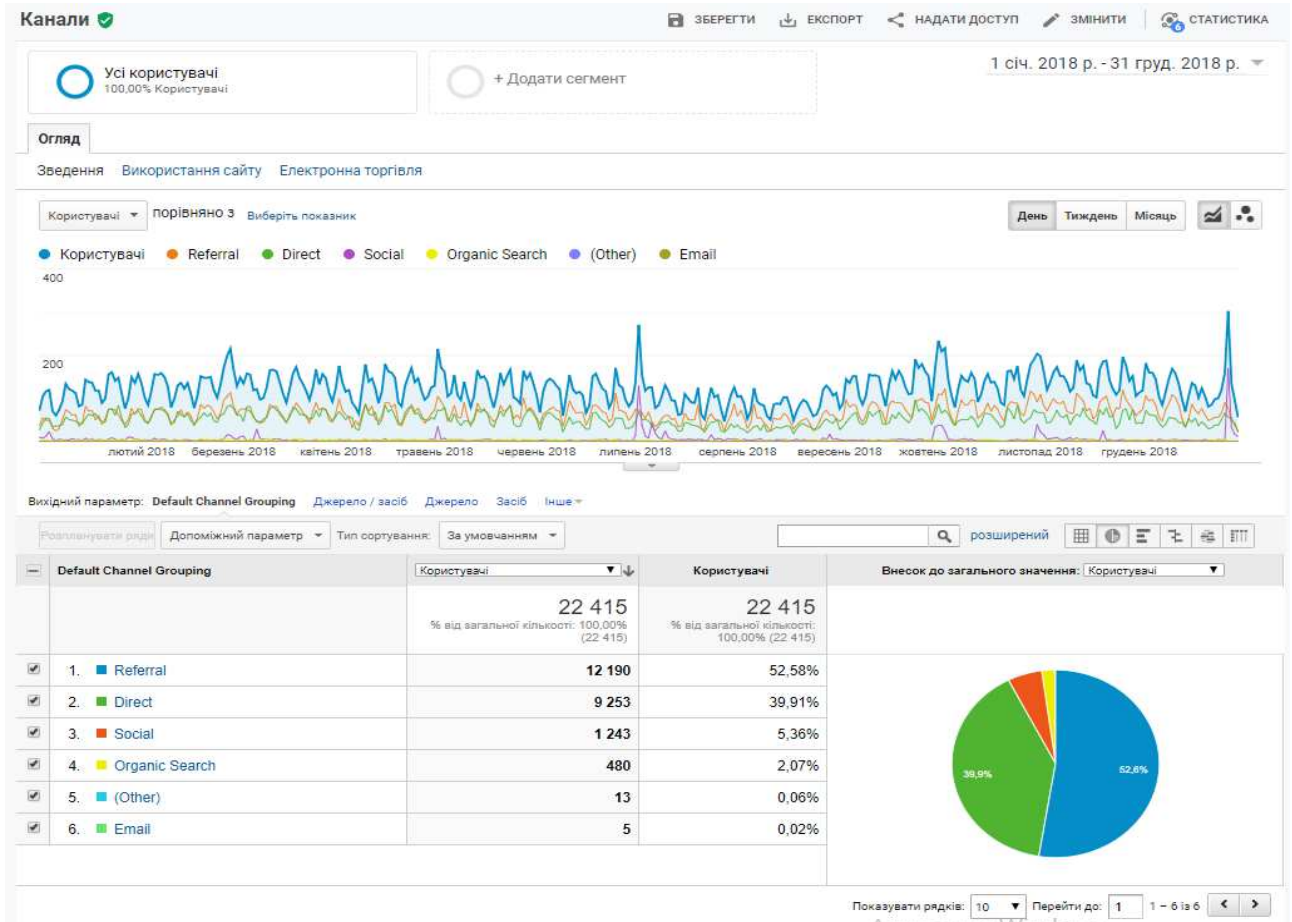 Канали
ЗБЕРЕГТИ ЕКСПОРТ НАДАТИ ДОСТУП ЗМІНИТИ 6 СТАТИСТИКА
Усі користувачі
100,00% Користувачі
+ Додати сегмент
1 січ. 2018 р. - 31 груд. 2018 р.
Огляд
Зведення Використання сайту Електронна торгівля
Користувачі порівняно з Виберіть показник
День Тиждень Місяць
Користувачі Referral Direct Social Organic Search (Other) Email
400
200
лютий 2018 березень 2018 квітень 2018 травень 2018 червень 2018 липень 2018 серпень 2018 вересень 2018 жовтень 2018 листопад 2018 грудень 2018
Вихідний параметр: Default Channel Grouping Джерело / засіб Джерело Засіб Інше
Розпланувати ряди Допоміжний параметр Тип сортування: За умовчанням розширений
Default Channel Grouping Користувачі Користувачі Внесок до загального значення: Користувачі
22 415 22 415
% від загальної кількості: 100,00% % від загальної кількості:
(22 415) 100,00% (22 415)
1. Referral 12 190 52,58%
2. Direct 9 253 39,91%
3. Social 1 243 5,36%
4. Organic Search 480 2,07%
5. (Other) 13 0,06%
6. Email 5 0,02%
39,9% 52,6%
Показувати рядків: 10 Перейти до: 1 1 – 6 із 6